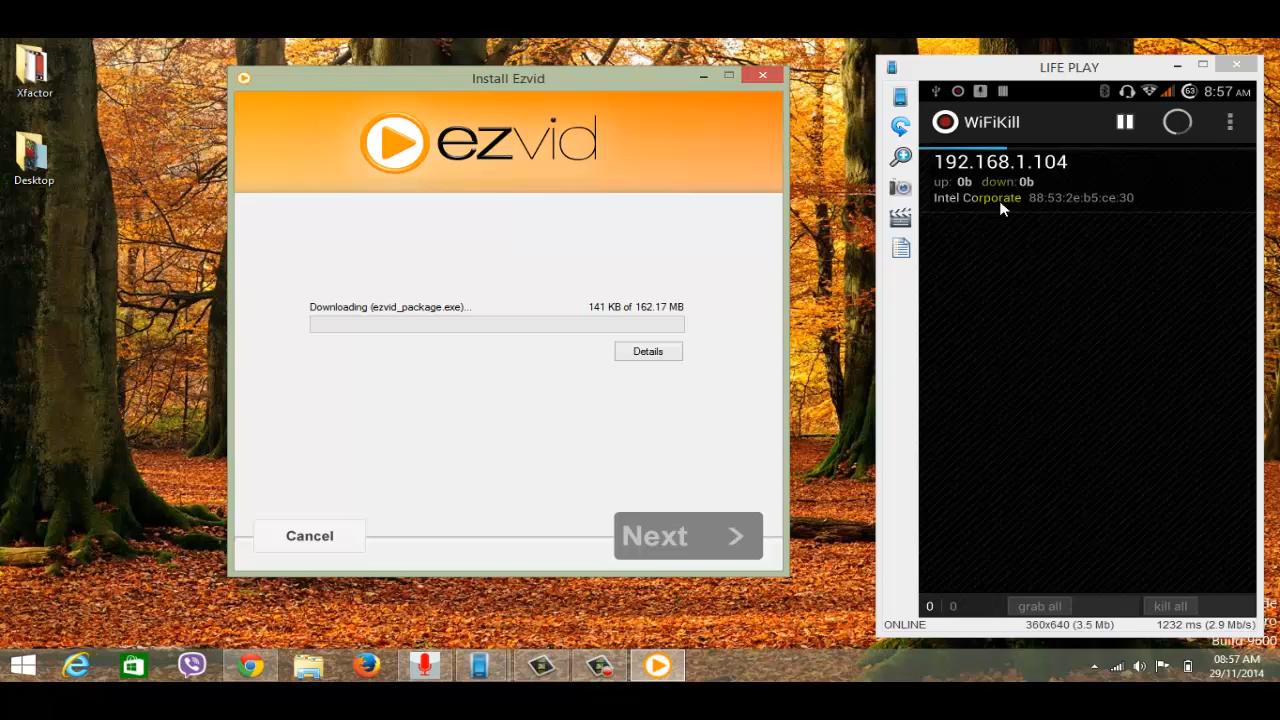 Xfactor
Desktop
Install Ezvid
ezvid
Downloading (ezvid_package.exe)... 141 KB of 162.17 MB
Details
Cancel
Next >
LIFE PLAY
63 8:57 AM
WiFiKill
192.168.1.104
up: 0b down: 0b
Intel Corporate 88:53:2e:b5:ce:30
0 0 grab all kill all
ONLINE 360x640 (3.5 Mb) 1232 ms (2.9 Mb/s)
Build 9600
08:57 AM
29/11/2014